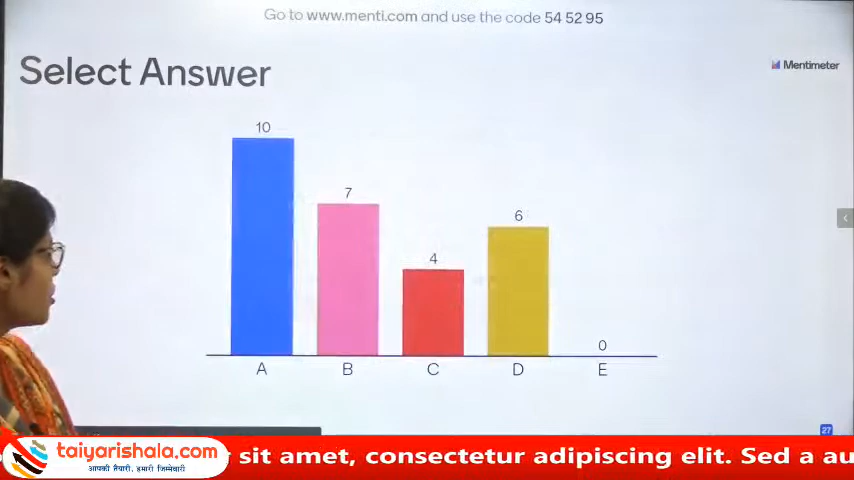 Go to www.menti.com and use the code 54 52 95
Select Answer
Mentimeter
10
7
4
6
0
A B C D E
27
taiyarishala.com
आपकी तैयारी, हमारी जिम्मेदारी
sit amet, consectetur adipiscing elit. Sed a au